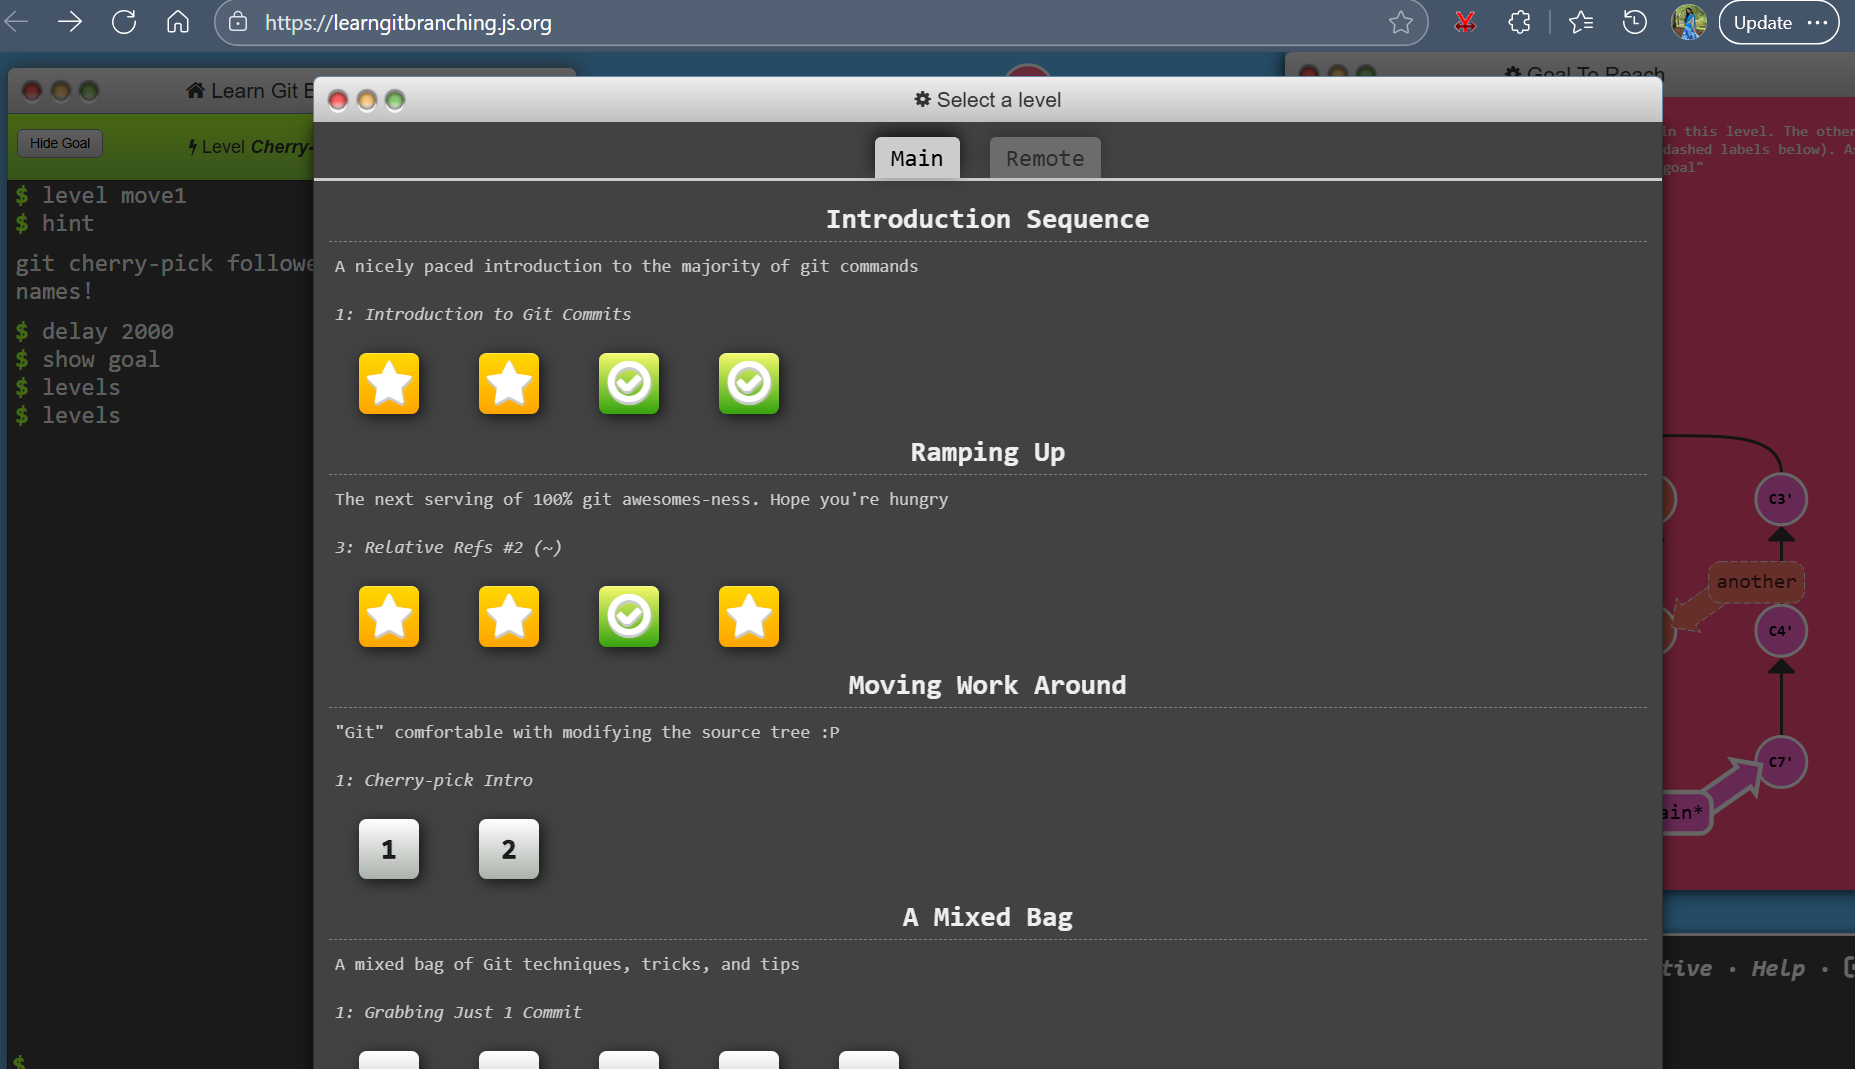 https://learngitbranching.js.org
Update
Learn Git
Goal To Reach
Select a level
Hide Goal
Level Cherry-
Main
Remote
in this level. The other
dashed labels below). As
goal"
$ level move1
$ hint
git cherry-pick followe
names!
$ delay 2000
$ show goal
$ levels
$ levels
$
Introduction Sequence
A nicely paced introduction to the majority of git commands
1: Introduction to Git Commits
Ramping Up
The next serving of 100% git awesomes-ness. Hope you're hungry
3: Relative Refs #2 (~)
Moving Work Around
"Git" comfortable with modifying the source tree :P
1: Cherry-pick Intro
1
2
A Mixed Bag
A mixed bag of Git techniques, tricks, and tips
1: Grabbing Just 1 Commit
C3'
another
C4'
C7'
ain*
tive • Help •